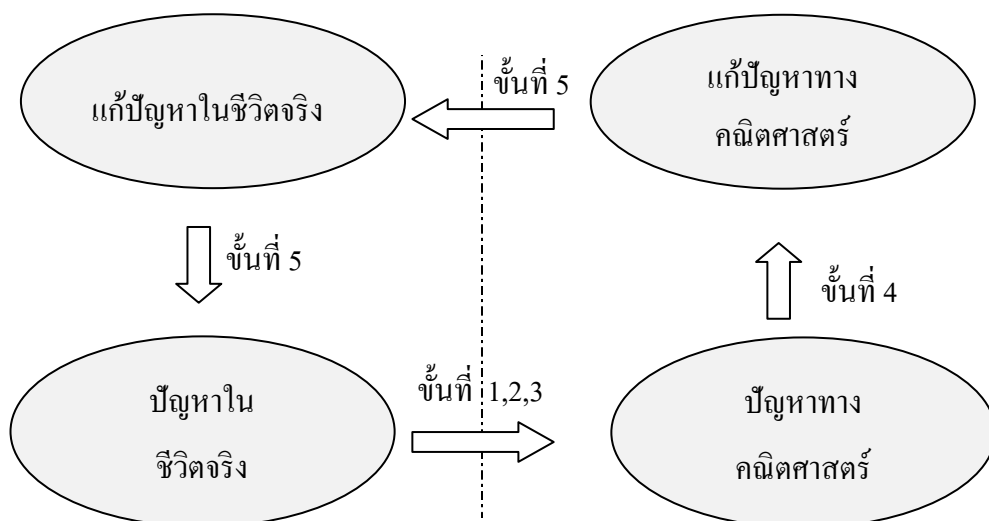 แก้ปัญหาในชีวิตจริง
ขั้นที่ 5
แก้ปัญหาทาง
คณิตศาสตร์
ขั้นที่ 5
ขั้นที่ 4
ปัญหาใน
ชีวิตจริง
ขั้นที่ 1,2,3
ปัญหาทาง
คณิตศาสตร์